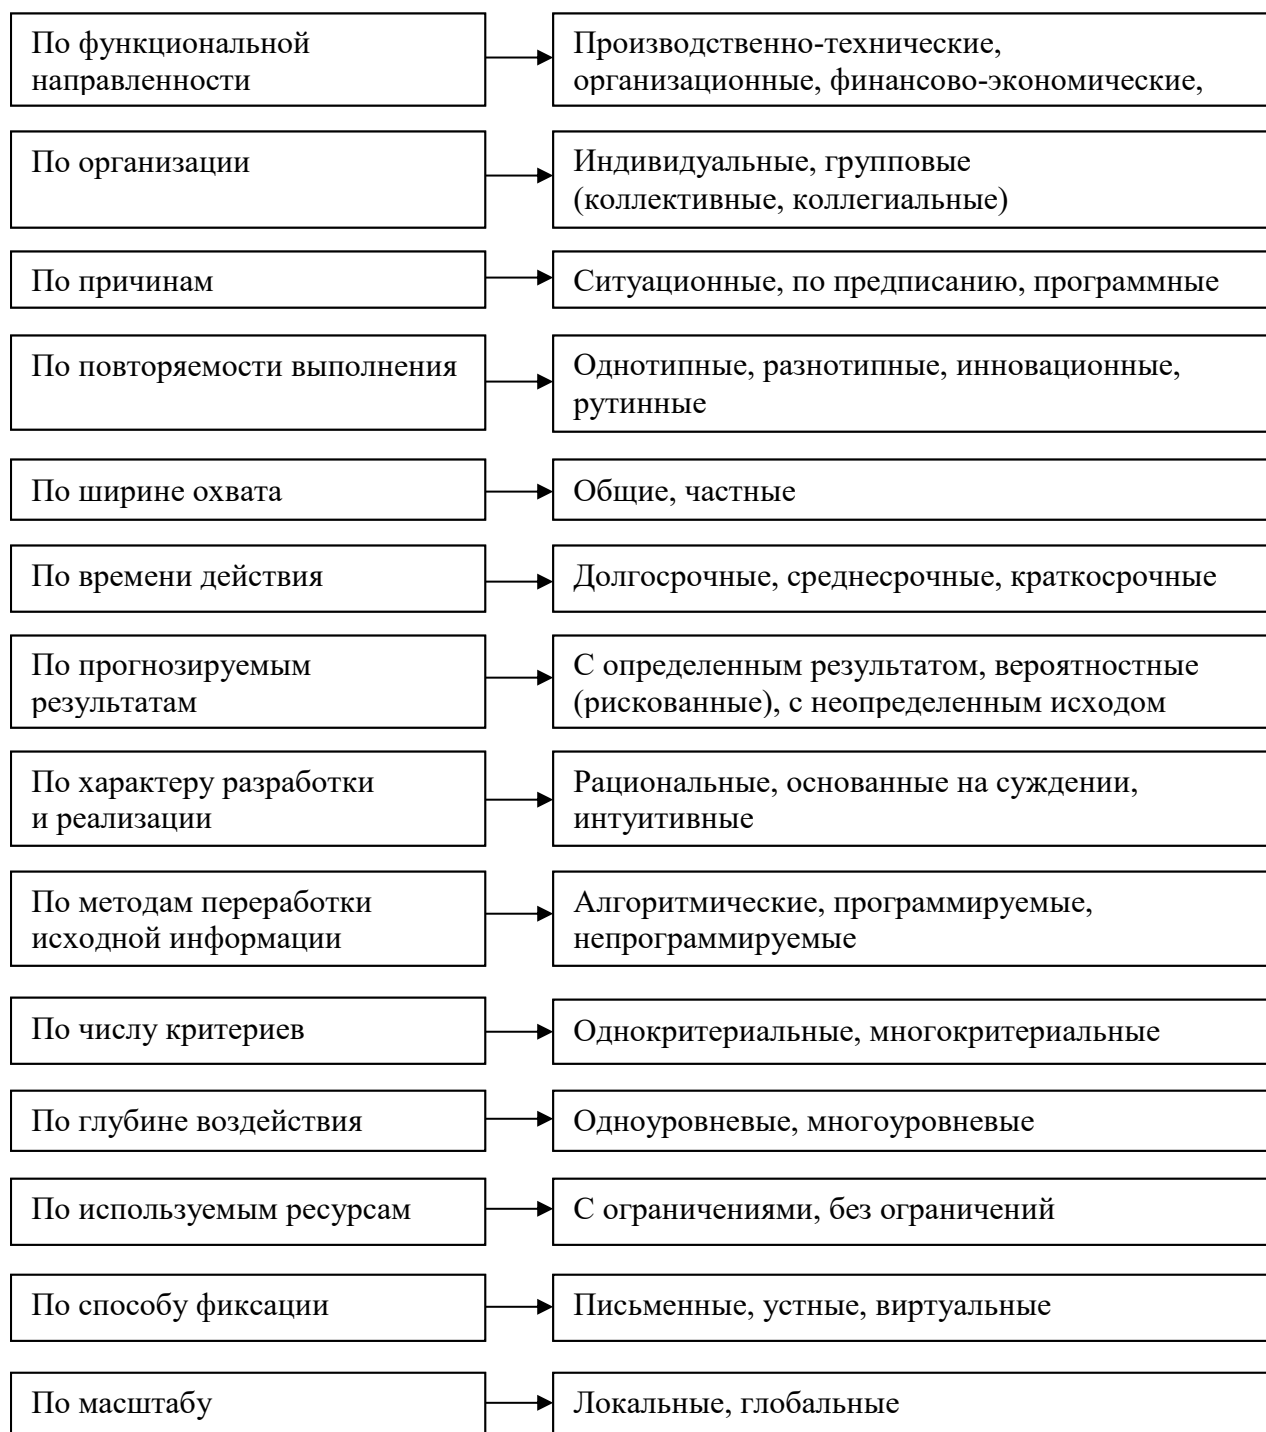 По функциональной
направленности
Производственно-технические,
организационные, финансово-экономические,
По организации
Индивидуальные, групповые
(коллективные, коллегиальные)
По причинам
Ситуационные, по предписанию, программные
По повторяемости выполнения
Однотипные, разнотипные, инновационные,
рутинные
По ширине охвата
Общие, частные
По времени действия
Долгосрочные, среднесрочные, краткосрочные
По прогнозируемым
результатам
С определенным результатом, вероятностные
(рискованные), с неопределенным исходом
По характеру разработки
и реализации
Рациональные, основанные на суждении,
интуитивные
По методам переработки
исходной информации
Алгоритмические, программируемые,
непрограммируемые
По числу критериев
Однокритериальные, многокритериальные
По глубине воздействия
Одноуровневые, многоуровневые
По используемым ресурсам
С ограничениями, без ограничений
По способу фиксации
Письменные, устные, виртуальные
По масштабу
Локальные, глобальные